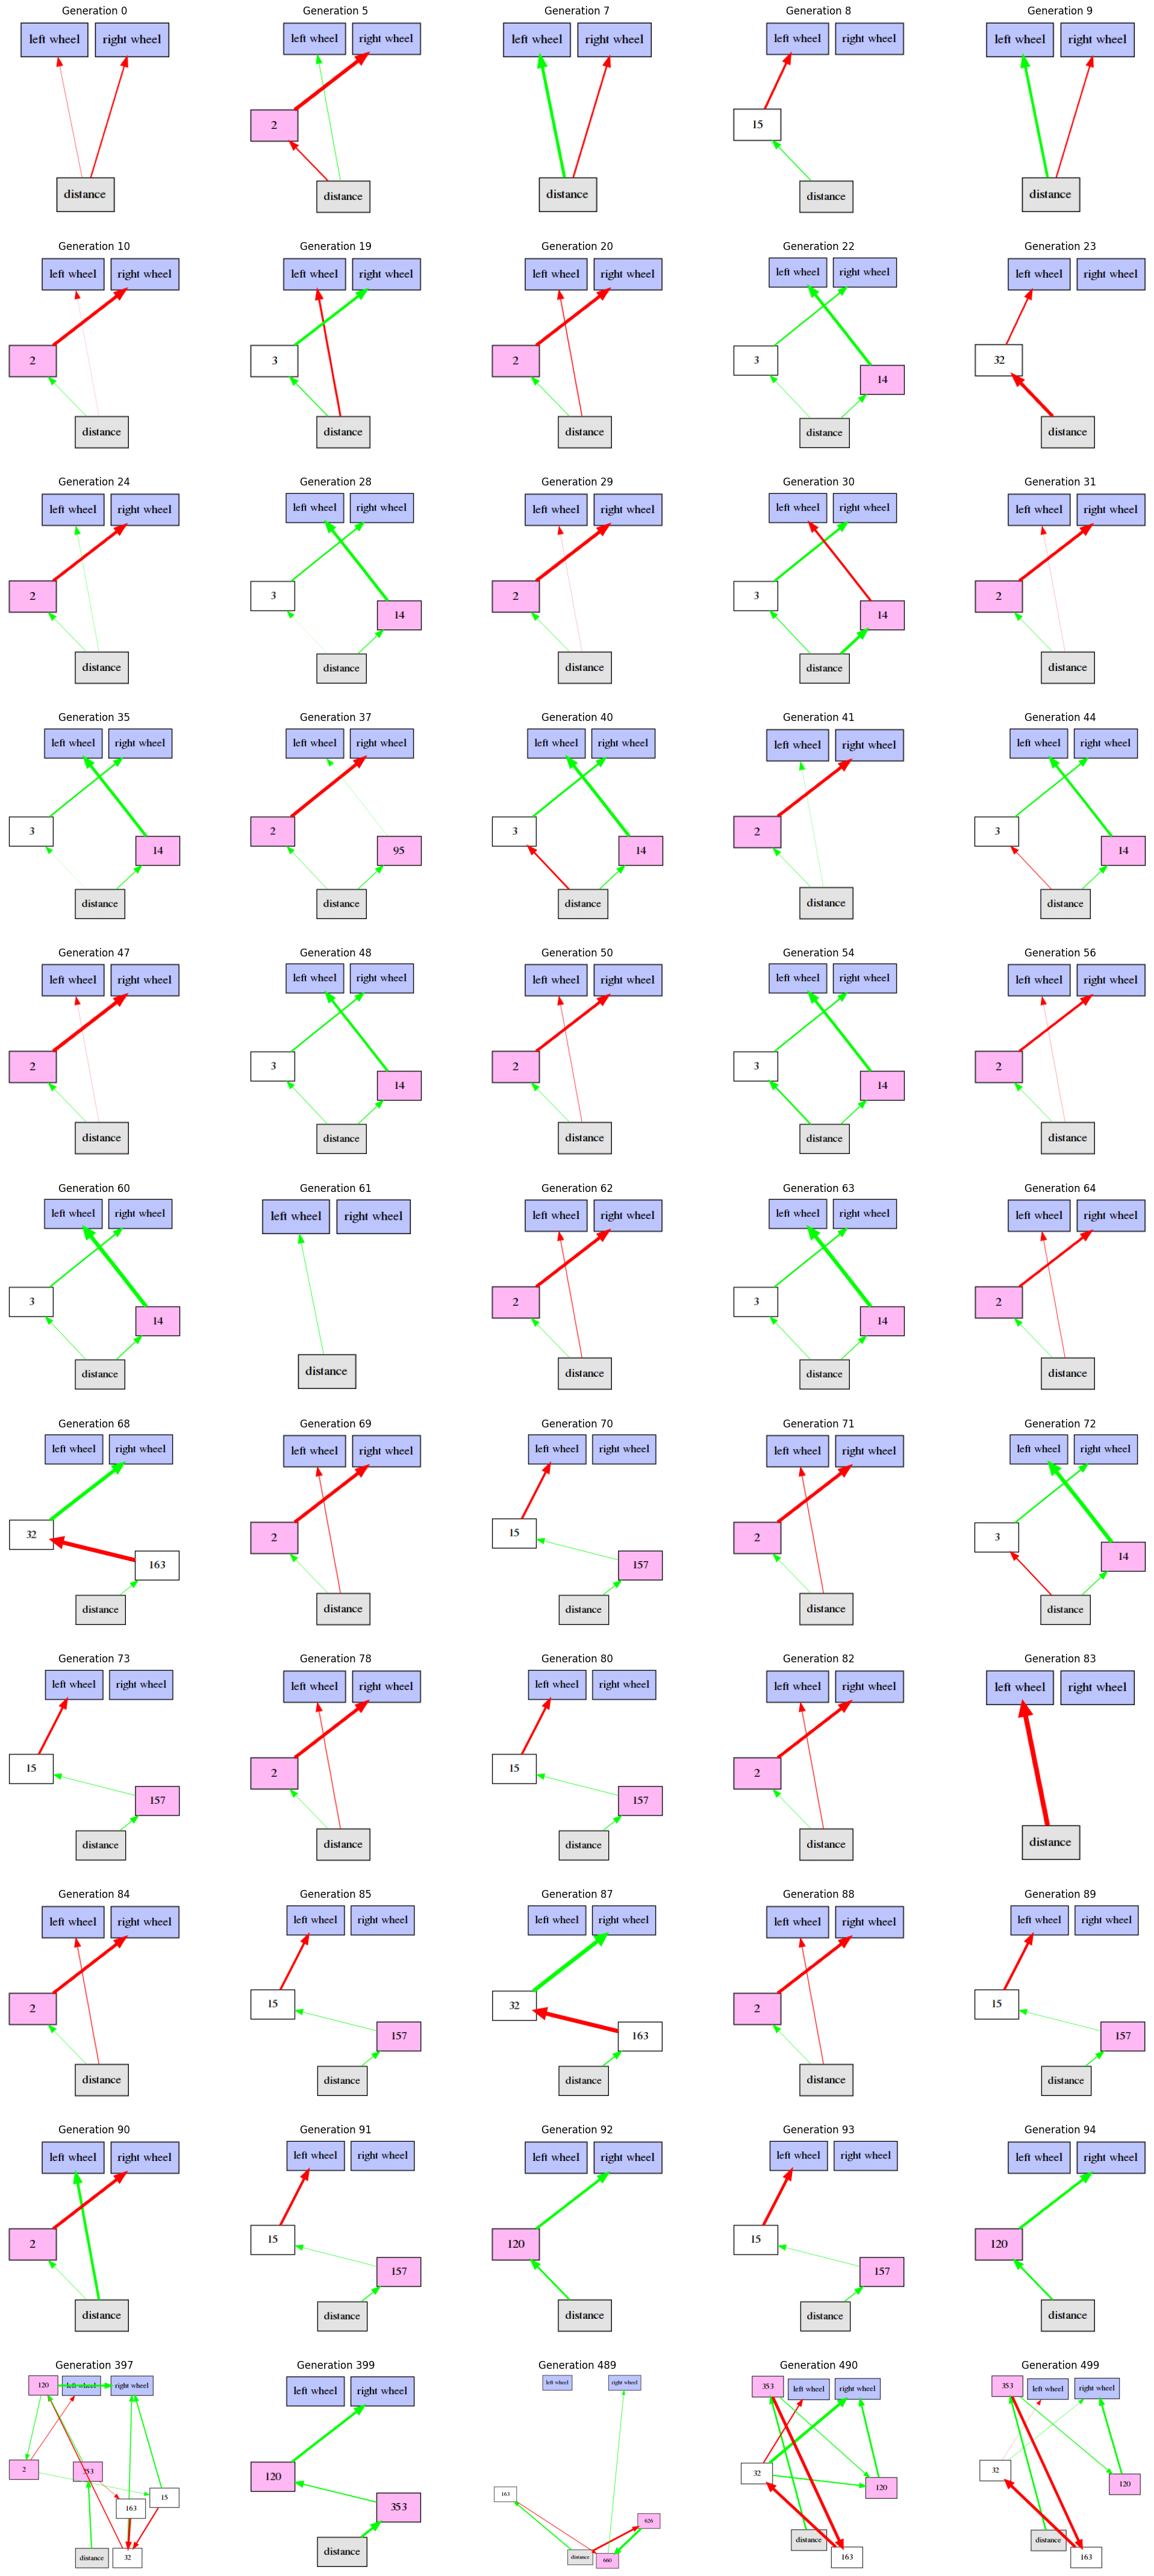 Generation 0
left wheel right wheel
distance
Generation 5
left wheel right wheel
2
distance
Generation 7
left wheel right wheel
distance
Generation 8
left wheel right wheel
15
distance
Generation 9
left wheel right wheel
distance
Generation 10
left wheel right wheel
2
distance
Generation 19
left wheel right wheel
3
distance
Generation 20
left wheel right wheel
2
distance
Generation 22
left wheel right wheel
3
14
distance
Generation 23
left wheel right wheel
32
distance
Generation 24
left wheel right wheel
2
distance
Generation 28
left wheel right wheel
3
14
distance
Generation 29
left wheel right wheel
2
distance
Generation 30
left wheel right wheel
3
14
distance
Generation 31
left wheel right wheel
2
distance
Generation 35
left wheel right wheel
3
14
distance
Generation 37
left wheel right wheel
2
95
distance
Generation 40
left wheel right wheel
3
14
distance
Generation 41
left wheel right wheel
2
distance
Generation 44
left wheel right wheel
3
14
distance
Generation 47
left wheel right wheel
2
distance
Generation 48
left wheel right wheel
3
14
distance
Generation 50
left wheel right wheel
2
distance
Generation 54
left wheel right wheel
3
14
distance
Generation 56
left wheel right wheel
2
distance
Generation 60
left wheel right wheel
3
14
distance
Generation 61
left wheel right wheel
distance
Generation 62
left wheel right wheel
2
distance
Generation 63
left wheel right wheel
3
14
distance
Generation 64
left wheel right wheel
2
distance
Generation 68
left wheel right wheel
32
163
distance
Generation 69
left wheel right wheel
2
distance
Generation 70
left wheel right wheel
15
157
distance
Generation 71
left wheel right wheel
2
distance
Generation 72
left wheel right wheel
3
14
distance
Generation 73
left wheel right wheel
15
157
distance
Generation 78
left wheel right wheel
2
distance
Generation 80
left wheel right wheel
15
157
distance
Generation 82
left wheel right wheel
2
distance
Generation 83
left wheel right wheel
distance
Generation 84
left wheel right wheel
2
distance
Generation 85
left wheel right wheel
15
157
distance
Generation 87
left wheel right wheel
32
163
distance
Generation 88
left wheel right wheel
2
distance
Generation 89
left wheel right wheel
15
157
distance
Generation 90
left wheel right wheel
2
distance
Generation 91
left wheel right wheel
15
157
distance
Generation 92
left wheel right wheel
120
distance
Generation 93
left wheel right wheel
15
157
distance
Generation 94
left wheel right wheel
120
distance
Generation 397
120 left wheel right wheel
2
353
15
163
distance
32
Generation 399
left wheel right wheel
120
353
distance
Generation 489
left wheel right wheel
163
626
distance
660
Generation 490
353
left wheel right wheel
32
120
distance
163
Generation 499
353
left wheel right wheel
32
120
distance
163